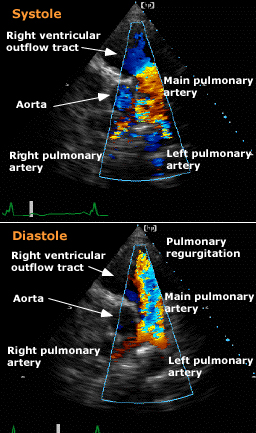 Systole
Right ventricular
outflow tract
Main pulmonary
artery
Aorta
Right pulmonary
artery
Left pulmonary
artery
Diastole
Pulmonary
regurgitation
Right ventricular
outflow tract
Aorta
Main pulmonary
artery
Right pulmonary
artery
Left pulmonary
artery